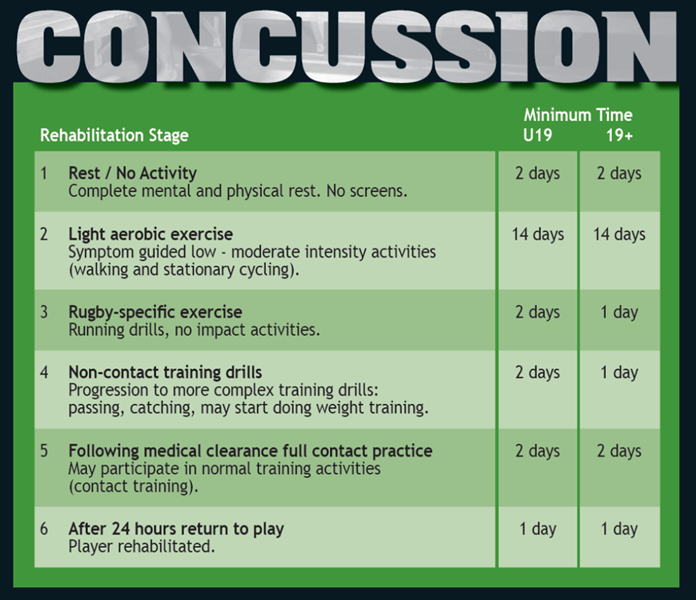 CONCUSSION
Minimum Time
Rehabilitation Stage U19 19+
1 Rest / No Activity 2 days 2 days
Complete mental and physical rest. No screens.
2 Light aerobic exercise 14 days 14 days
Symptom guided low - moderate intensity activities
(walking and stationary cycling).
3 Rugby-specific exercise 2 days 1 day
Running drills, no impact activities.
4 Non-contact training drills 2 days 1 day
Progression to more complex training drills:
passing, catching, may start doing weight training.
5 Following medical clearance full contact practice 2 days 2 days
May participate in normal training activities
(contact training).
6 After 24 hours return to play 1 day 1 day
Player rehabilitated.